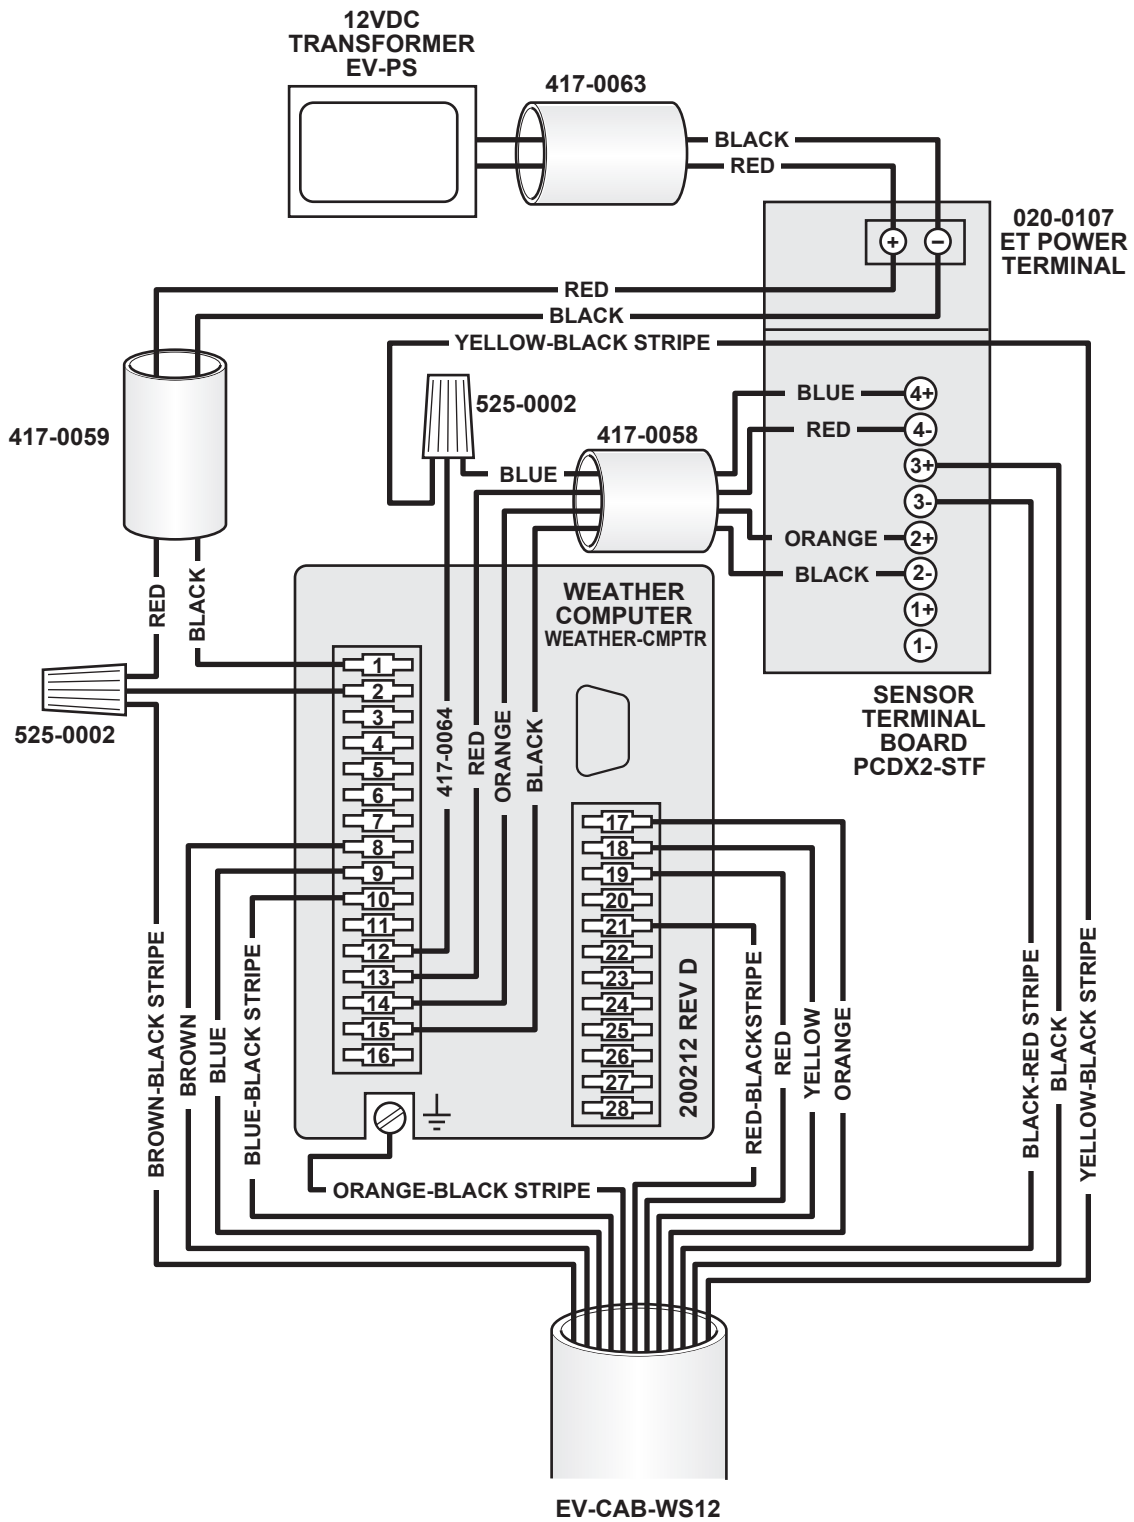 12VDC
TRANSFORMER
EV-PS
417-0063
BLACK
RED
020-0107
ET POWER
TERMINAL
+
−
RED
BLACK
YELLOW-BLACK STRIPE
417-0059
525-0002
417-0058
BLUE
BLUE
RED
ORANGE
BLACK
4+
4-
3+
3-
2+
2-
1+
1-
SENSOR
TERMINAL
BOARD
PCDX2-STF
RED
BLACK
525-0002
WEATHER
COMPUTER
WEATHER-CMPTR
1
2
3
4
5
6
7
8
9
10
11
12
13
14
15
16
417-0064
RED
ORANGE
BLACK
17
18
19
20
21
22
23
24
25
26
27
28
200212 REV D
BROWN-BLACK STRIPE
BROWN
BLUE
BLUE-BLACK STRIPE
ORANGE-BLACK STRIPE
RED-BLACKSTRIPE
RED
YELLOW
ORANGE
BLACK-RED STRIPE
BLACK
YELLOW-BLACK STRIPE
EV-CAB-WS12